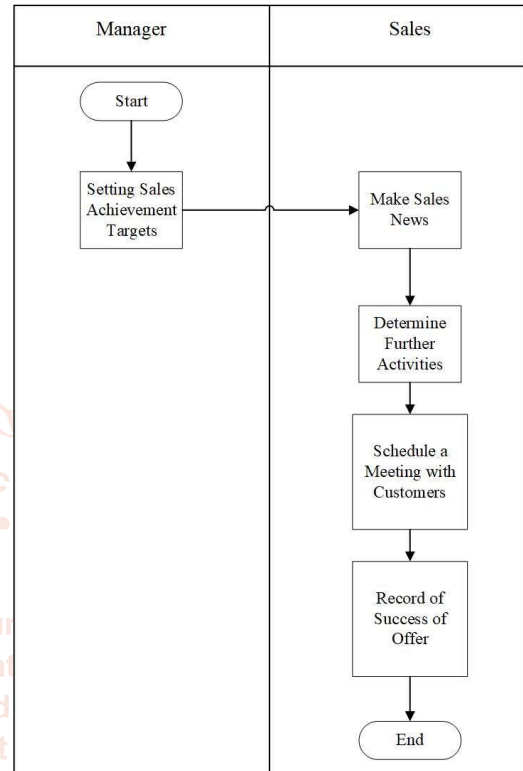 Manager
Sales
Start
Setting Sales
Achievement
Targets
Make Sales
News
Determine
Further
Activities
Schedule a
Meeting with
Customers
Record of
Success of
Offer
End